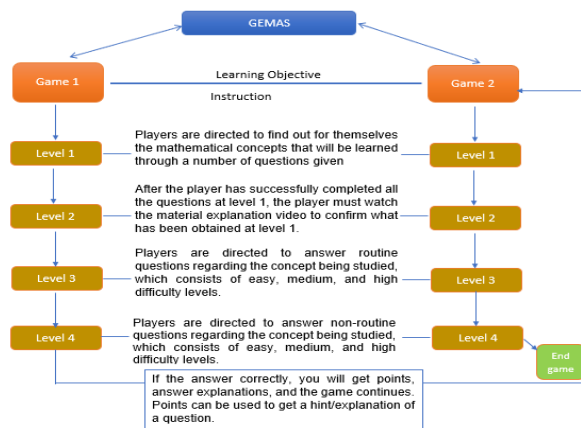 GEMAS
Game 1
Learning Objective
Instruction
Game 2
Level 1
Players are directed to find out for themselves
the mathematical concepts that will be learned
through a number of questions given
Level 1
Level 2
After the player has successfully completed all
the questions at level 1, the player must watch
the material explanation video to confirm what
has been obtained at level 1.
Level 2
Level 3
Players are directed to answer routine
questions regarding the concept being studied,
which consists of easy, medium, and high
difficulty levels.
Level 3
Level 4
Players are directed to answer non-routine
questions regarding the concept being studied,
which consists of easy, medium, and high
difficulty levels.
Level 4
End
game
If the answer correctly, you will get points,
answer explanations, and the game continues.
Points can be used to get a hint/explanation of
a question.